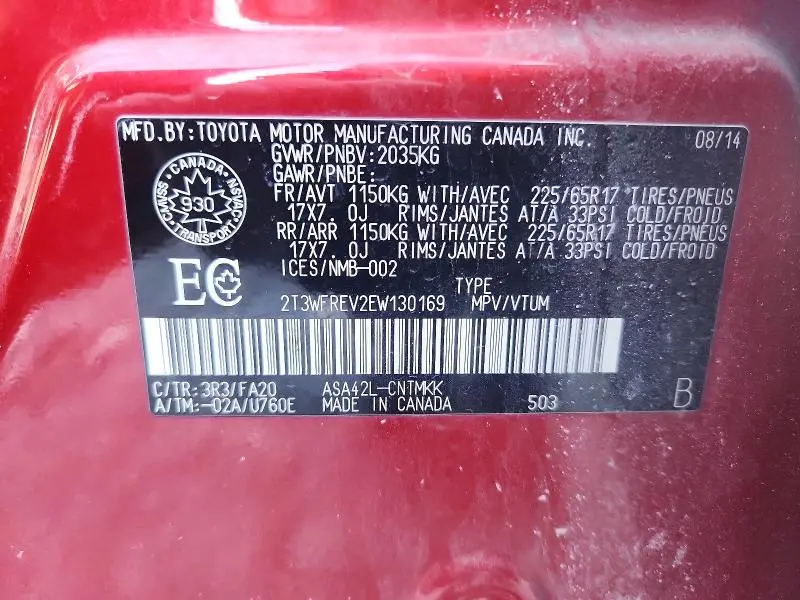 MFD.BY:TOYOTA MOTOR MANUFACTURING CANADA INC. 08/14
GVWR/PNBV:2035KG
GAWR/PNBE:
FR/AVT 1150KG WITH/AVEC 225/65R17 TIRES/PNEUS
17X7.0J RIMS/JANTES AT/A 33PSI COLD/FROID
RR/ARR 1150KG WITH/AVEC 225/65R17 TIRES/PNEUS
17X7.0J RIMS/JANTES AT/A 33PSI COLD/FROID
CANADA
930
TRANSPORT
CMVSS
NSVAC
ICES/NMB-002
EC
TYPE
2T3WFREV2EW130169 MPV/VTUM
C/TR:3R3/FA20 ASA42L-CNTMKK
A/TM:-02A/U760E MADE IN CANADA 503 B